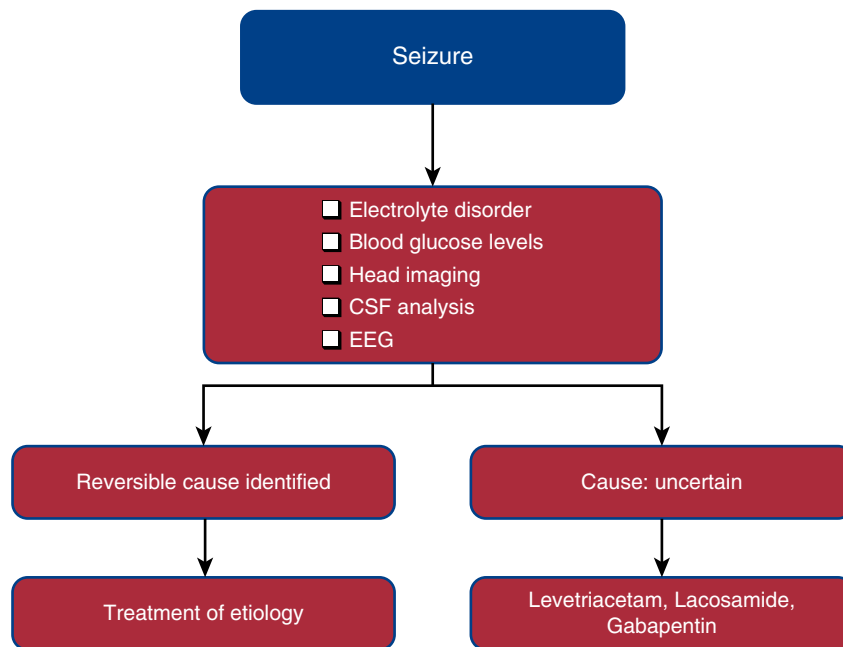 Seizure
Electrolyte disorder
Blood glucose levels
Head imaging
CSF analysis
EEG
Reversible cause identified
Cause: uncertain
Treatment of etiology
Levetriacetam, Lacosamide,
Gabapentin